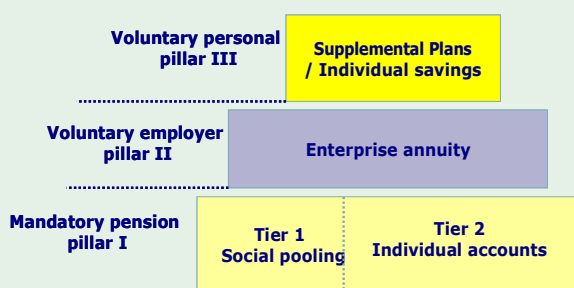 Voluntary personal
pillar III
Supplemental Plans
/ Individual savings
Voluntary employer
pillar II
Enterprise annuity
Mandatory pension
pillar I
Tier 1
Social pooling
Tier 2
Individual accounts